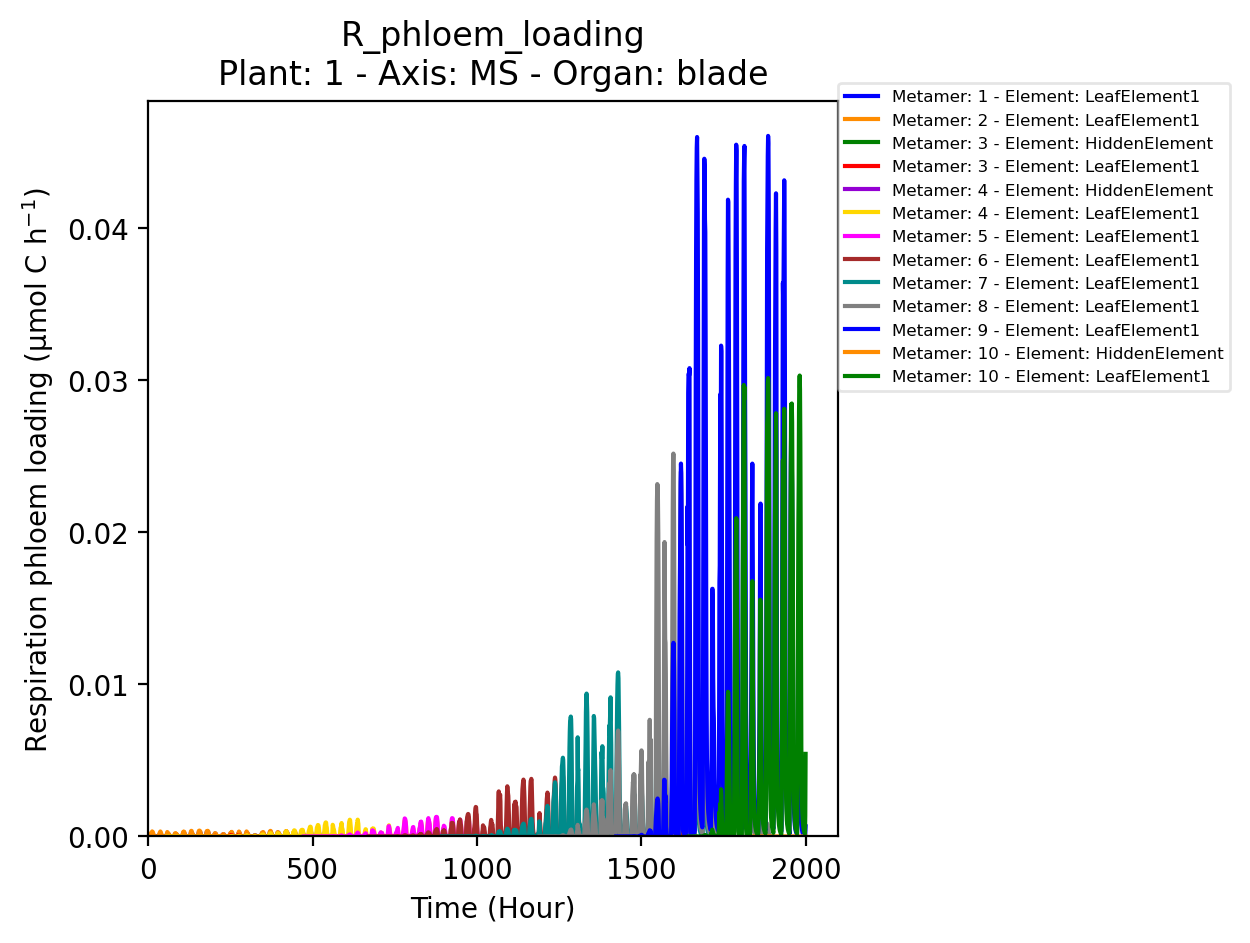 R_phloem_loading
Plant: 1 - Axis: MS - Organ: blade
Respiration phloem loading (µmol C h⁻¹)
0.04
0.03
0.02
0.01
0.00
0
500
1000
1500
2000
Time (Hour)
Metamer: 1 - Element: LeafElement1
Metamer: 2 - Element: LeafElement1
Metamer: 3 - Element: HiddenElement
Metamer: 3 - Element: LeafElement1
Metamer: 4 - Element: HiddenElement
Metamer: 4 - Element: LeafElement1
Metamer: 5 - Element: LeafElement1
Metamer: 6 - Element: LeafElement1
Metamer: 7 - Element: LeafElement1
Metamer: 8 - Element: LeafElement1
Metamer: 9 - Element: LeafElement1
Metamer: 10 - Element: HiddenElement
Metamer: 10 - Element: LeafElement1